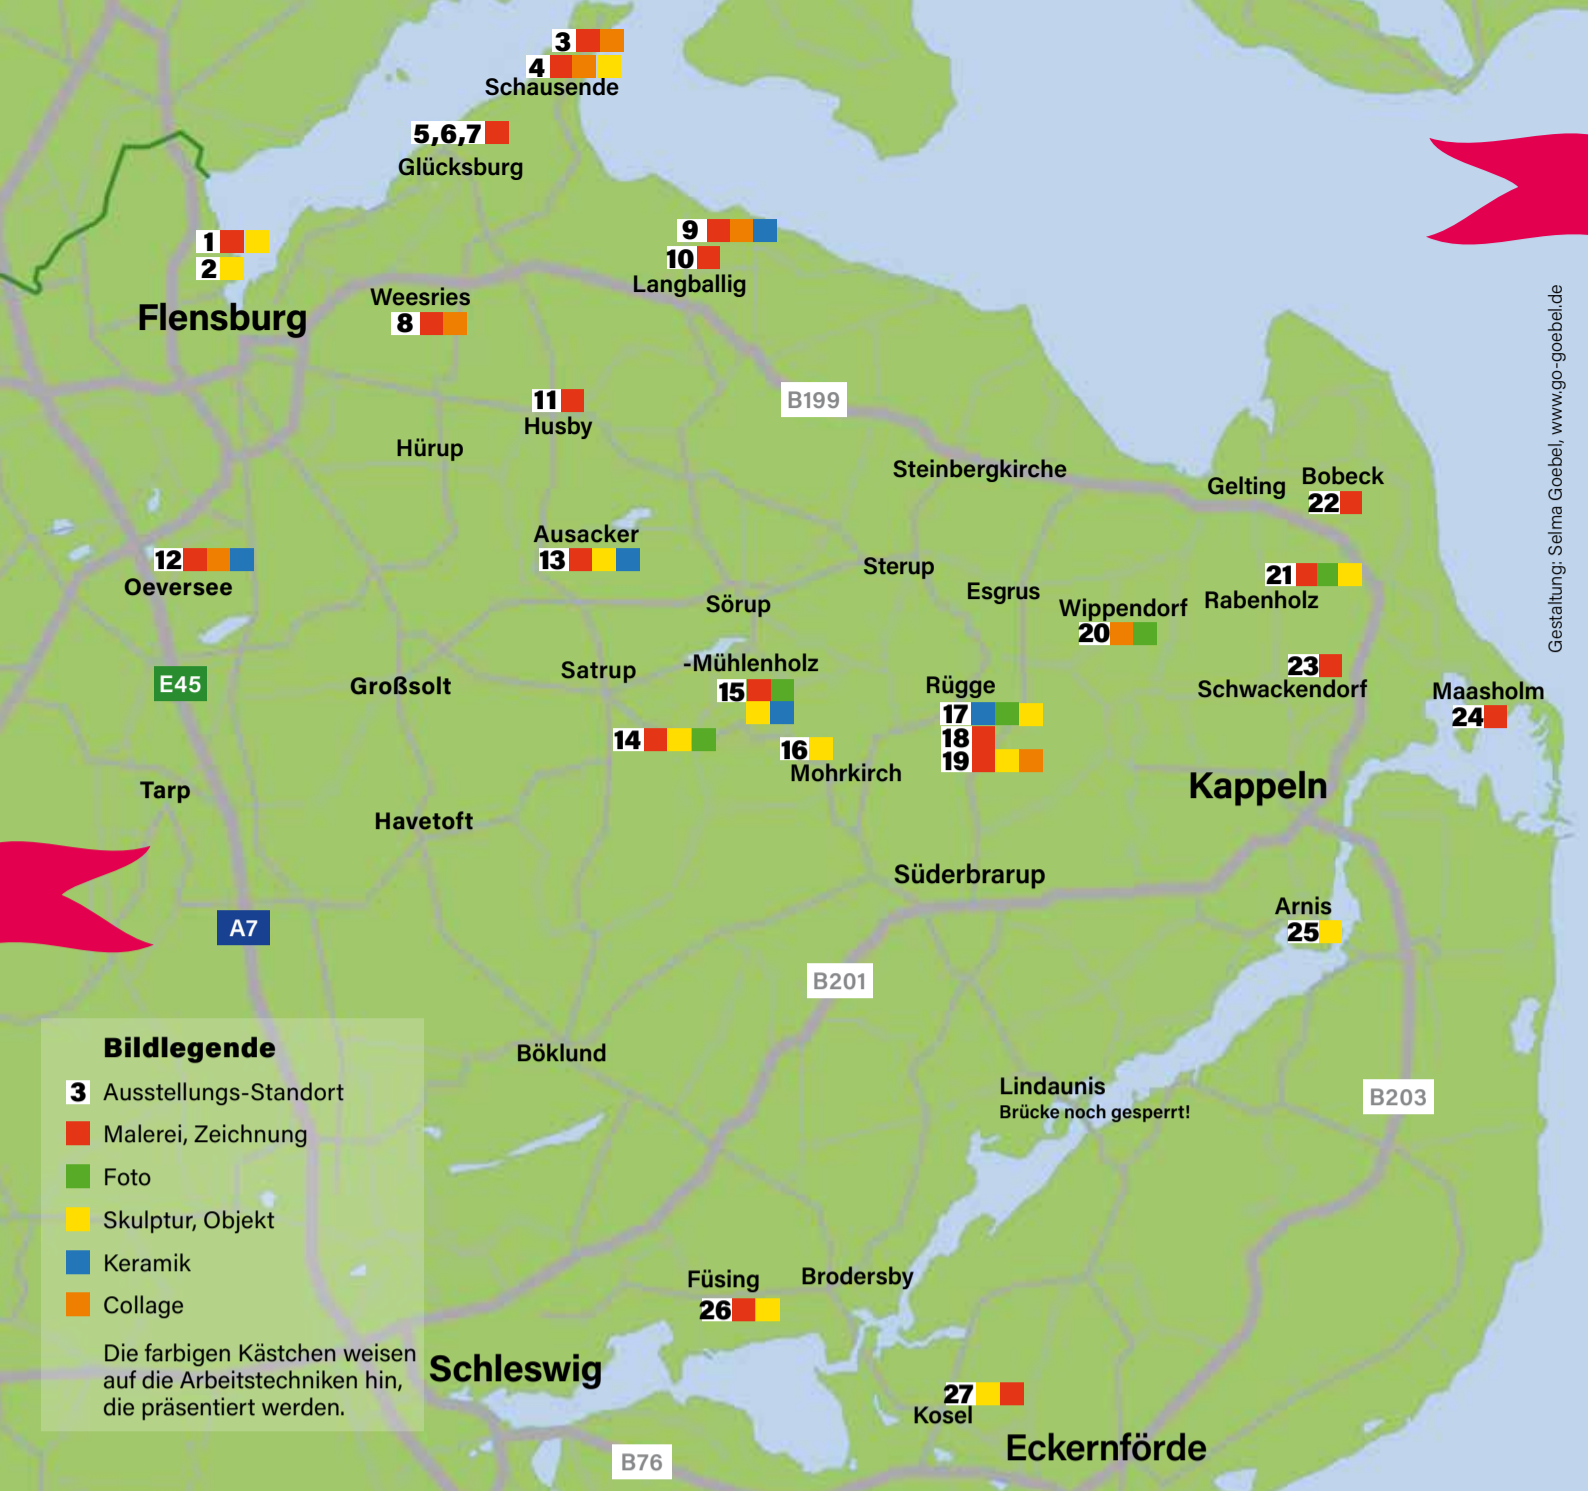 3
4
Schausende
5,6,7
Glücksburg
1
2
Flensburg
9
10
Langballig
Weesries
8
B199
11
Husby
Hürup
Steinbergkirche
Gelting
Bobeck
22
Ausacker
13
12
Oeversee
Sterup
Esgrus
21
Rabenholz
Sörup
Wippendorf
20
E45
Großsolt
Satrup
-Mühlenholz
15
14
16
Mohrkirch
Rügge
17
18
19
23
Schwackendorf
Maasholm
24
Kappeln
Tarp
Havetoft
Süderbrarup
Arnis
25
A7
B201
Böklund
Lindaunis
Brücke noch gesperrt!
B203
Füsing
26
Brodersby
Schleswig
27
Kosel
Eckernförde
B76
Bildlegende
3 Ausstellungs-Standort
Malerei, Zeichnung
Foto
Skulptur, Objekt
Keramik
Collage
Die farbigen Kästchen weisen
auf die Arbeitstechniken hin,
die präsentiert werden.
Gestaltung: Selma Goebel, www.go-goebel.de